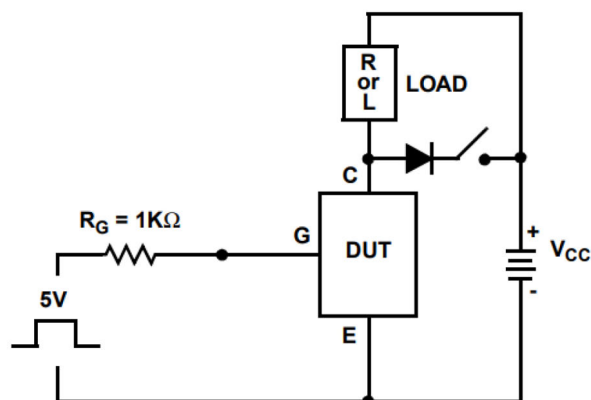 R
or
L
LOAD
C
R_G = 1KΩ
G
DUT
+
V_CC
-
5V
E